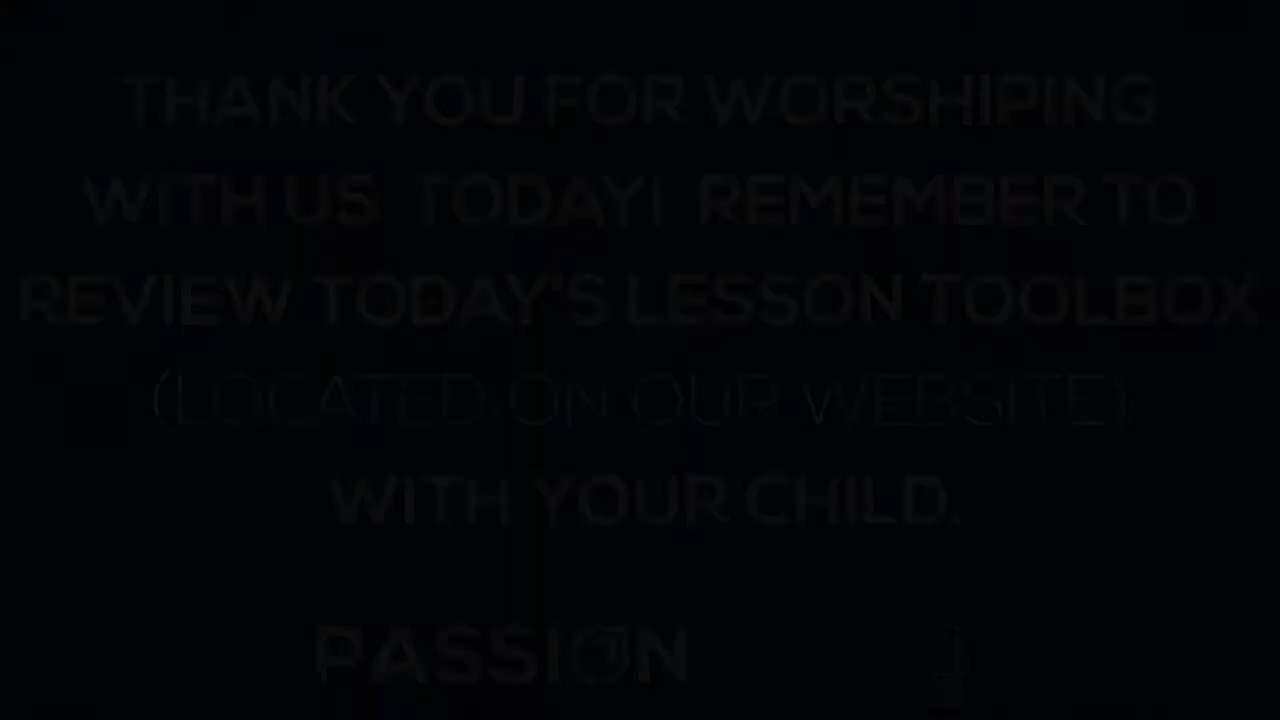 THANK YOU FOR WORSHIPING
WITH US TODAY! REMEMBER TO
REVIEW TODAY'S LESSON TOOLBOX
(LOCATED ON OUR WEBSITE)
WITH YOUR CHILD.
PASSION